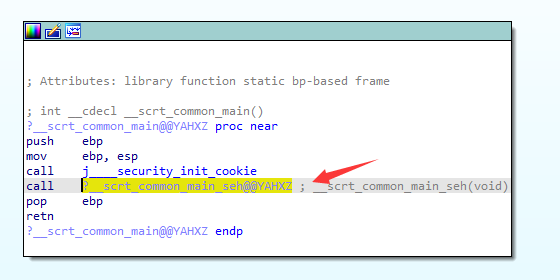 ; Attributes: library function static bp-based frame
; int __cdecl __scrt_common_main()
?__scrt_common_main@@YAHXZ proc near
push ebp
mov ebp, esp
call j____security_init_cookie
call ?__scrt_common_main_seh@@YAHXZ ; __scrt_common_main_seh(void)
pop ebp
retn
?__scrt_common_main@@YAHXZ endp